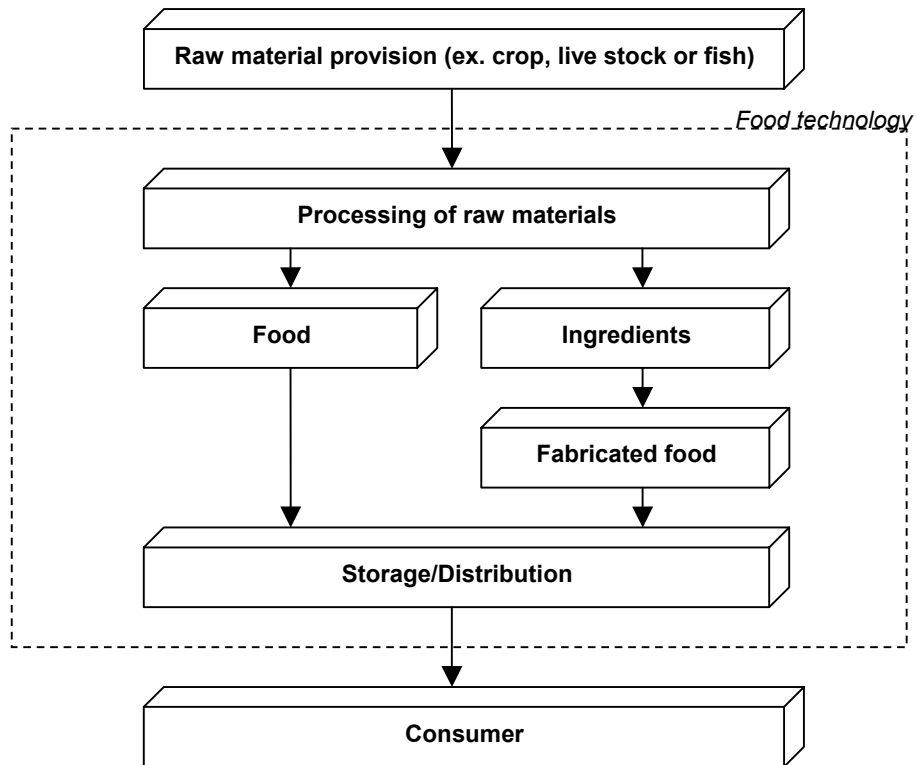 Raw material provision (ex. crop, live stock or fish)
Food technology
Processing of raw materials
Food
Ingredients
Fabricated food
Storage/Distribution
Consumer